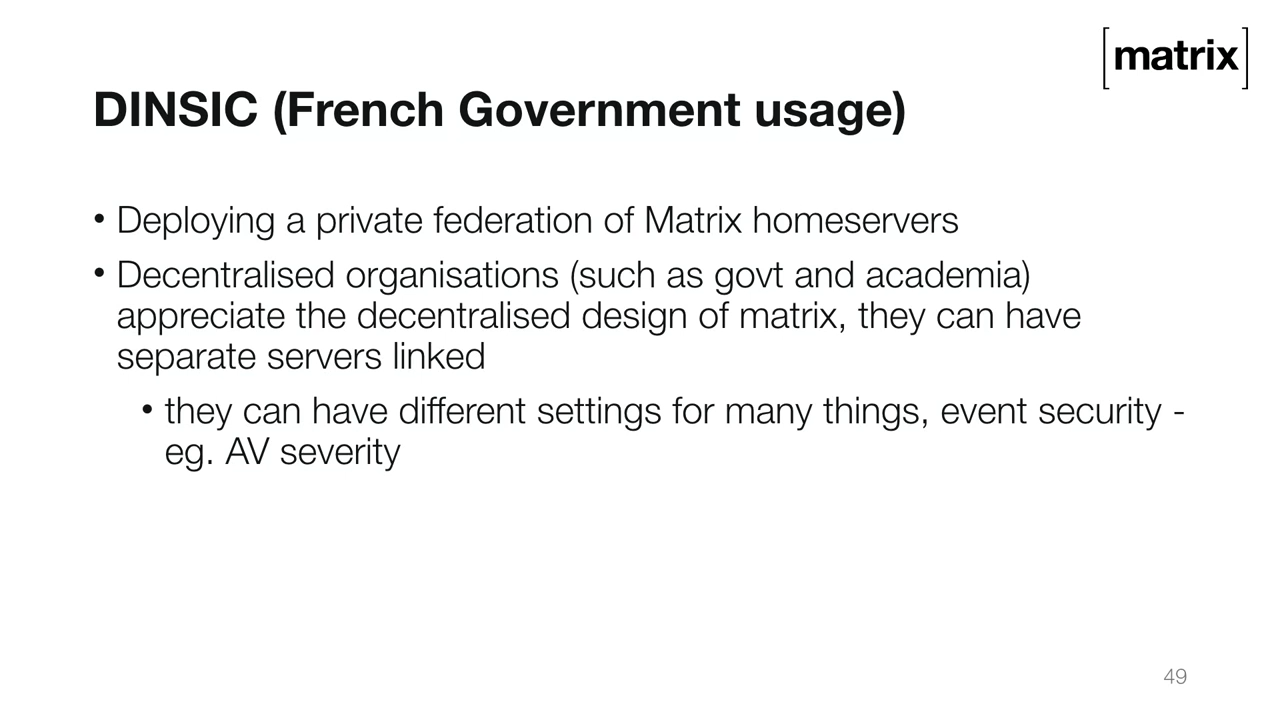 [matrix]
DINSIC (French Government usage)
• Deploying a private federation of Matrix homeservers
• Decentralised organisations (such as govt and academia)
appreciate the decentralised design of matrix, they can have
separate servers linked
• they can have different settings for many things, event security -
eg. AV severity
49